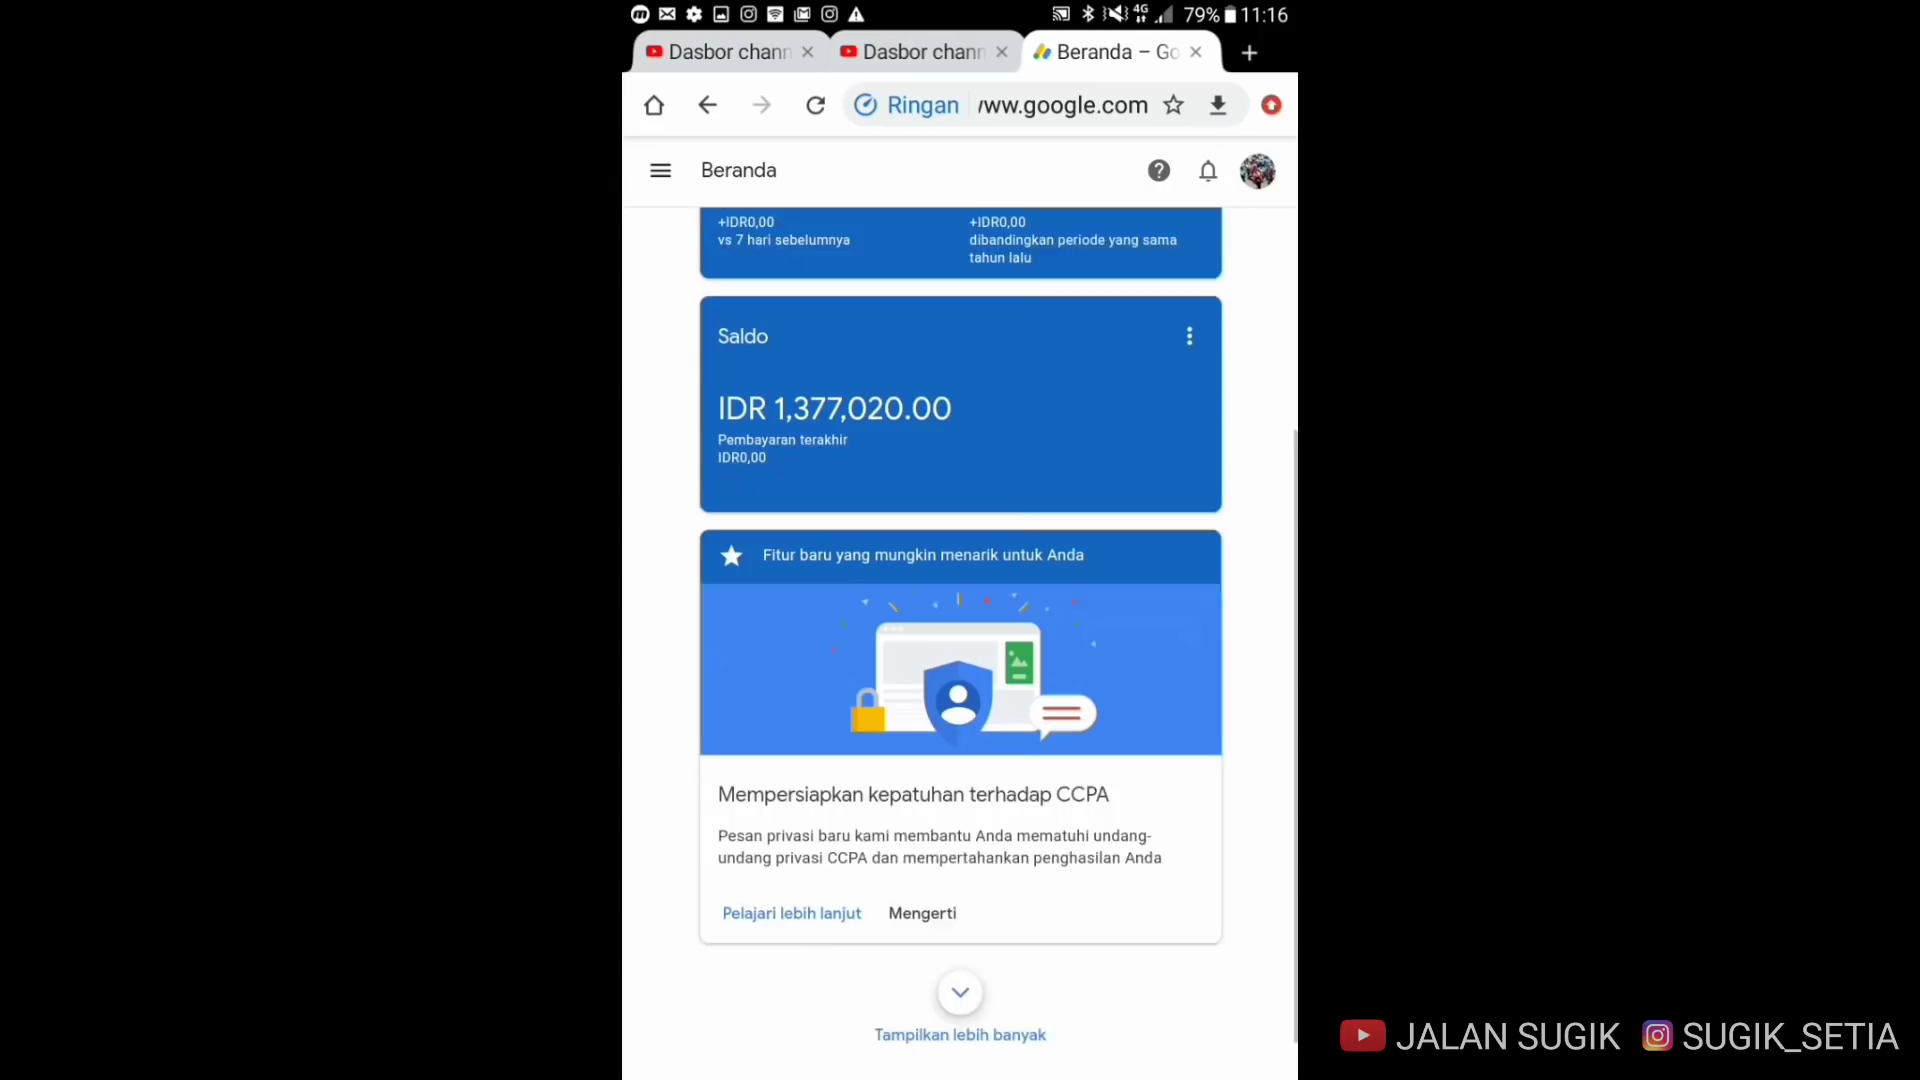 79% 11:16
Dasbor chann
Dasbor chann
Beranda – Go
Ringan
www.google.com
Beranda
+IDR0,00
vs 7 hari sebelumnya
+IDR0,00
dibandingkan periode yang sama
tahun lalu
Saldo
IDR 1,377,020.00
Pembayaran terakhir
IDR0,00
Fitur baru yang mungkin menarik untuk Anda
Mempersiapkan kepatuhan terhadap CCPA
Pesan privasi baru kami membantu Anda mematuhi undang-
undang privasi CCPA dan mempertahankan penghasilan Anda
Pelajari lebih lanjut Mengerti
Tampilkan lebih banyak
JALAN SUGIK SUGIK_SETIA